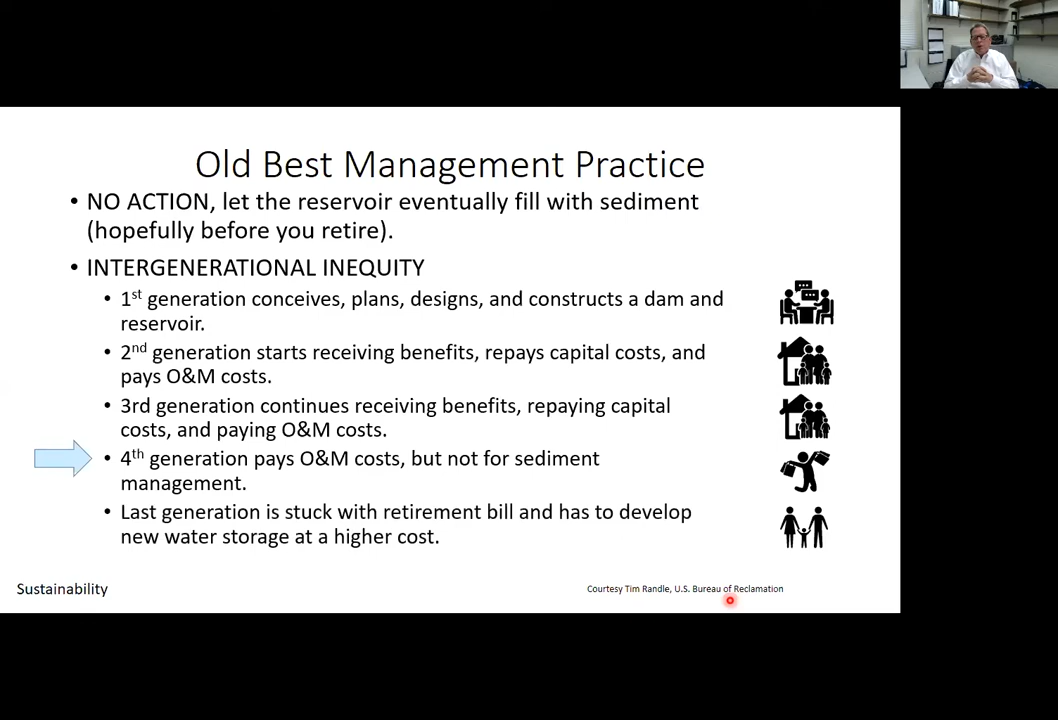 Old Best Management Practice
• NO ACTION, let the reservoir eventually fill with sediment
(hopefully before you retire).
• INTERGENERATIONAL INEQUITY
• 1st generation conceives, plans, designs, and constructs a dam and
reservoir.
• 2nd generation starts receiving benefits, repays capital costs, and
pays O&M costs.
• 3rd generation continues receiving benefits, repaying capital
costs, and paying O&M costs.
• 4th generation pays O&M costs, but not for sediment
management.
• Last generation is stuck with retirement bill and has to develop
new water storage at a higher cost.
Sustainability
Courtesy Tim Randle, U.S. Bureau of Reclamation